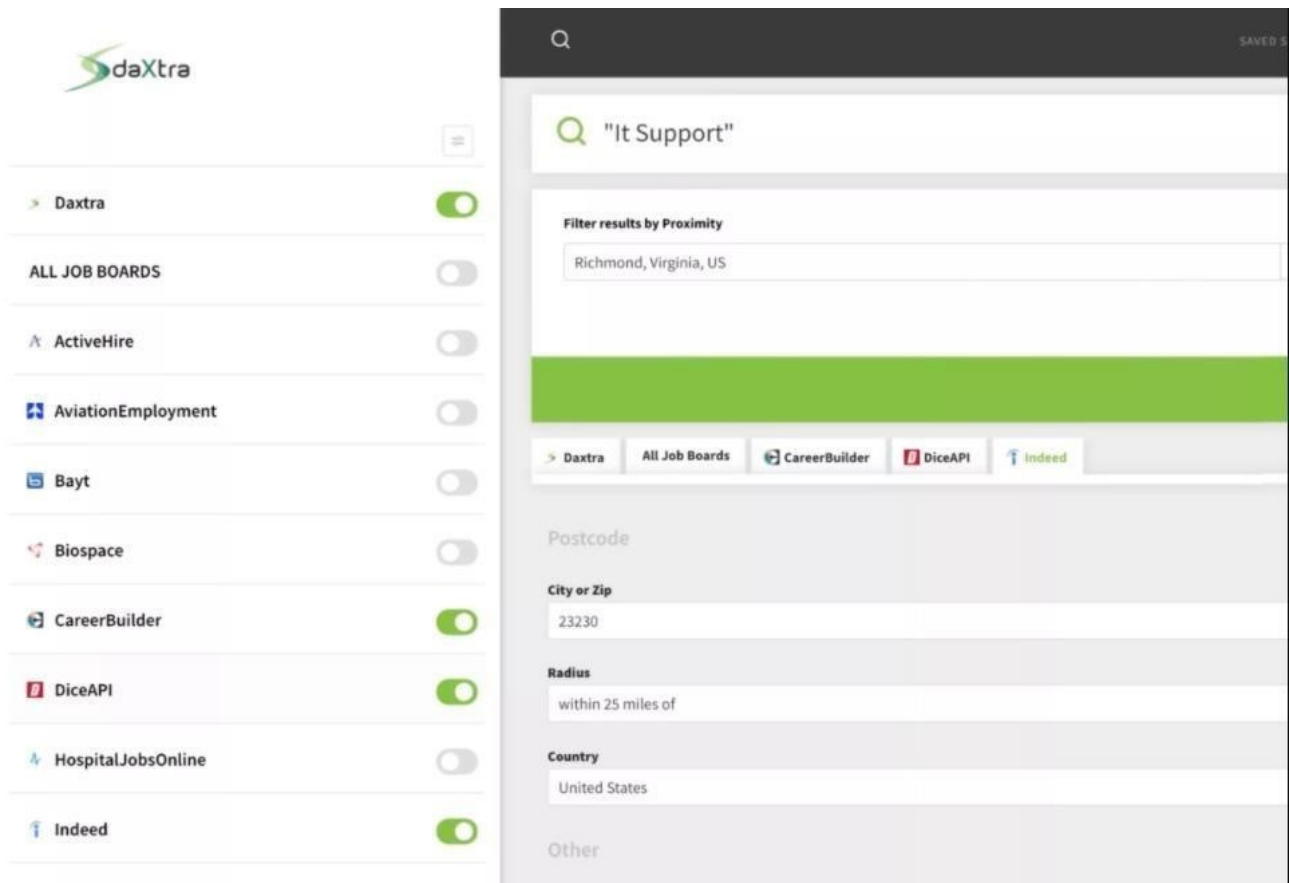 daXtra
Daxtra
ALL JOB BOARDS
ActiveHire
AviationEmployment
Bayt
Biospace
CareerBuilder
DiceAPI
HospitalJobsOnline
Indeed
SAVED S
"It Support"
Filter results by Proximity
Richmond, Virginia, US
Daxtra All Job Boards CareerBuilder DiceAPI Indeed
Postcode
City or Zip
23230
Radius
within 25 miles of
Country
United States
Other